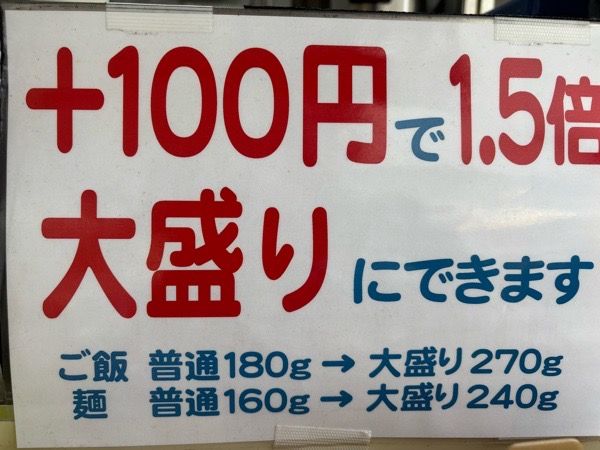 +100円で1.5倍
大盛りにできます
ご飯 普通180g→大盛り270g
麺 普通160g→大盛り240g